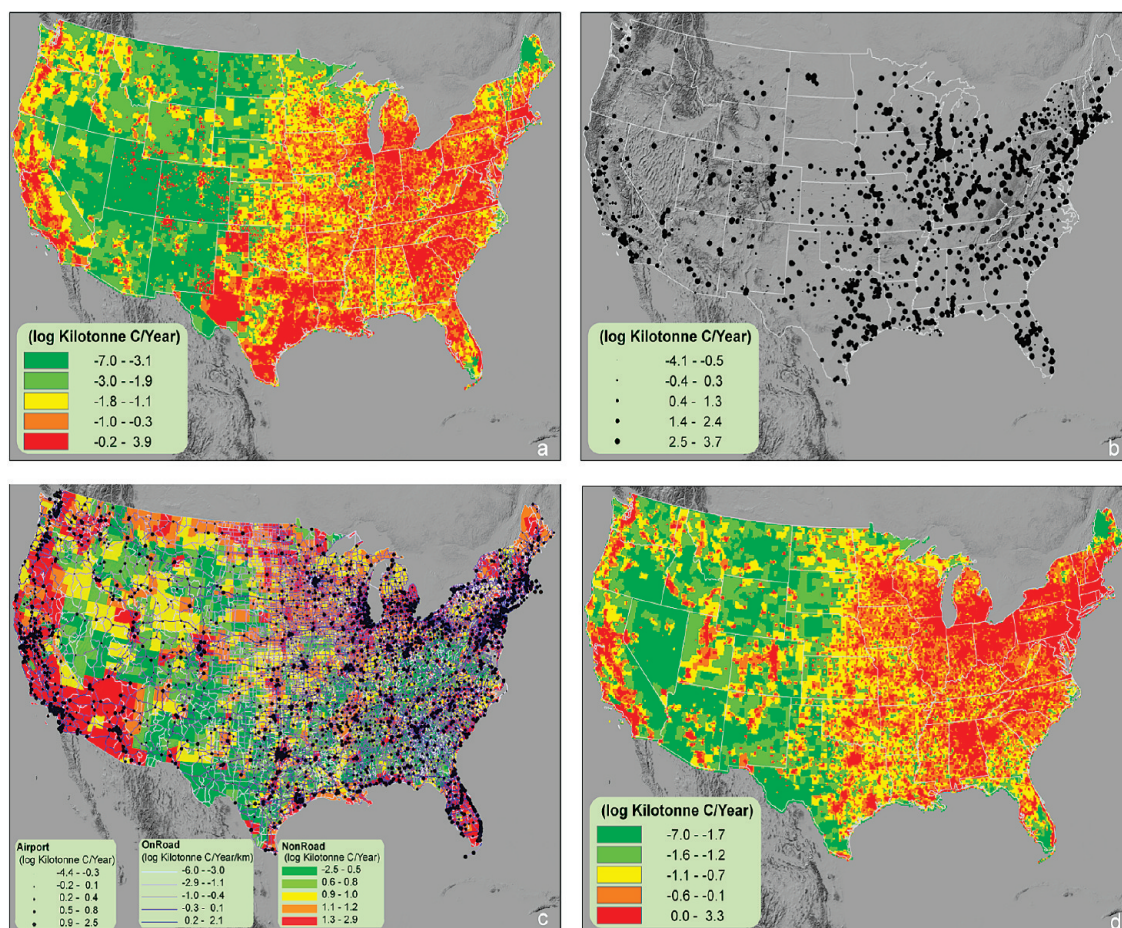 (log Kilotonne C/Year)
-7.0 - -3.1
-3.0 - -1.9
-1.8 - -1.1
-1.0 - -0.3
-0.2 - 3.9
a
(log Kilotonne C/Year)
-4.1 - -0.5
-0.4 - 0.3
0.4 - 1.3
1.4 - 2.4
2.5 - 3.7
b
Airport
(log Kilotonne C/Year)
-4.4 - -0.3
-0.2 - 0.1
0.2 - 0.4
0.5 - 0.8
0.9 - 2.5
OnRoad
(log Kilotonne C/Year/km)
-6.0 - -3.0
-2.9 - -1.1
-1.0 - -0.4
-0.3 - 0.1
0.2 - 2.1
NonRoad
(log Kilotonne C/Year)
-2.5 - 0.5
0.6 - 0.8
0.9 - 1.0
1.1 - 1.2
1.3 - 2.9
c
(log Kilotonne C/Year)
-7.0 - -1.7
-1.6 - -1.2
-1.1 - -0.7
-0.6 - -0.1
0.0 - 3.3
d